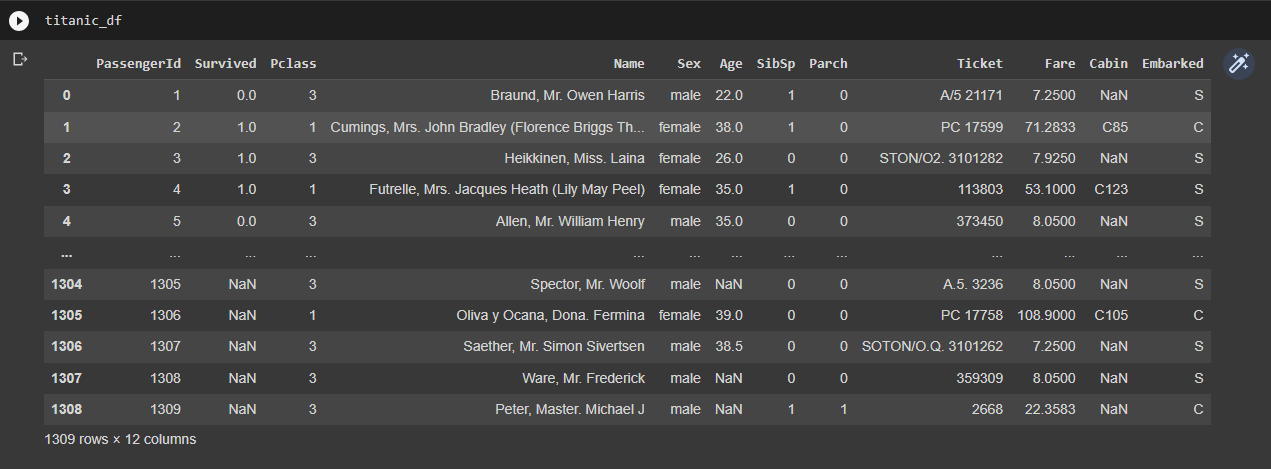 titanic_df
PassengerId Survived Pclass Name Sex Age SibSp Parch Ticket Fare Cabin Embarked
0 1 0.0 3 Braund, Mr. Owen Harris male 22.0 1 0 A/5 21171 7.2500 NaN S
1 2 1.0 1 Cumings, Mrs. John Bradley (Florence Briggs Th... female 38.0 1 0 PC 17599 71.2833 C85 C
2 3 1.0 3 Heikkinen, Miss. Laina female 26.0 0 0 STON/O2. 3101282 7.9250 NaN S
3 4 1.0 1 Futrelle, Mrs. Jacques Heath (Lily May Peel) female 35.0 1 0 113803 53.1000 C123 S
4 5 0.0 3 Allen, Mr. William Henry male 35.0 0 0 373450 8.0500 NaN S
... ... ... ... ... ... ... ... ... ... ... ... ...
1304 1305 NaN 3 Spector, Mr. Woolf male NaN 0 0 A.5. 3236 8.0500 NaN S
1305 1306 NaN 1 Oliva y Ocana, Dona. Fermina female 39.0 0 0 PC 17758 108.9000 C105 C
1306 1307 NaN 3 Saether, Mr. Simon Sivertsen male 38.5 0 0 SOTON/O.Q. 3101262 7.2500 NaN S
1307 1308 NaN 3 Ware, Mr. Frederick male NaN 0 0 359309 8.0500 NaN S
1308 1309 NaN 3 Peter, Master. Michael J male NaN 1 1 2668 22.3583 NaN C
1309 rows × 12 columns